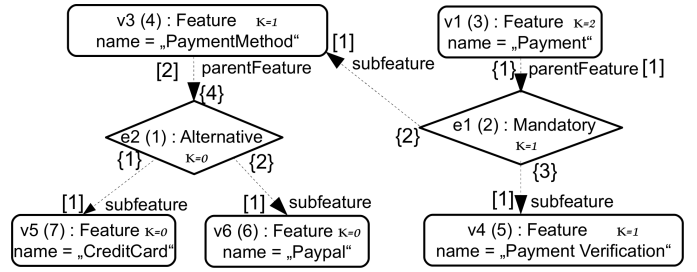 v3 (4) : Feature K=1
name = „PaymentMethod“
v1 (3) : Feature K=2
name = „Payment“
[1]
subfeature
[2]
parentFeature
{4}
{1}
parentFeature [1]
e2 (1) : Alternative
K=0
{1}
{2}
e1 (2) : Mandatory
K=1
{2}
{3}
[1] subfeature
[1] subfeature
[1] subfeature
v5 (7) : Feature K=0
name = „CreditCard“
v6 (6) : Feature K=0
name = „Paypal“
v4 (5) : Feature K=1
name = „Payment Verification“